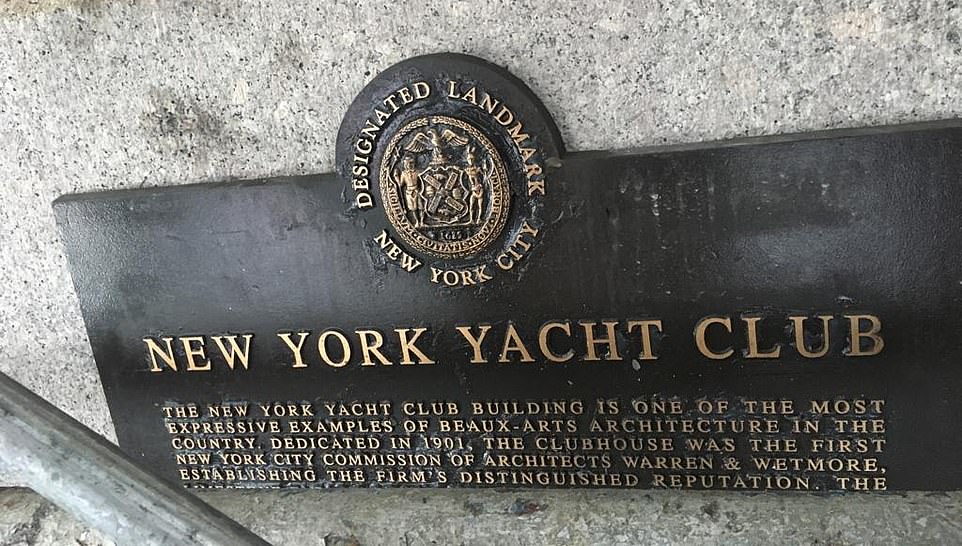 DESIGNATED LANDMARK
NEW YORK CITY
NEW YORK YACHT CLUB
THE NEW YORK YACHT CLUB BUILDING IS ONE OF THE MOST
EXPRESSIVE EXAMPLES OF BEAUX-ARTS ARCHITECTURE IN THE
COUNTRY. DEDICATED IN 1901, THE CLUBHOUSE WAS THE FIRST
NEW YORK CITY COMMISSION OF ARCHITECTS WARREN & WETMORE,
ESTABLISHING THE FIRM'S DISTINGUISHED REPUTATION. THE